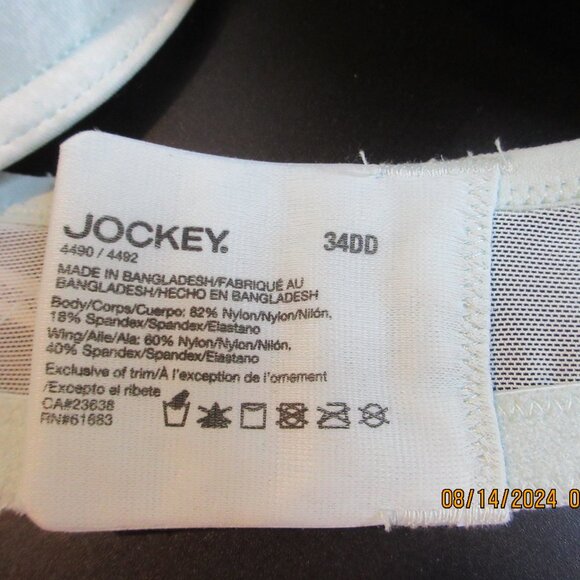 JOCKEY.
34DD
4490 / 4492
MADE IN BANGLADESH/FABRIQUÉ AU
BANGLADESH/HECHO EN BANGLADESH
Body/Corps/Cuerpo: 82% Nylon/Nylon/Nilón,
18% Spandex/Spandex/Elastano
Wing/Aile/Ala: 60% Nylon/Nylon/Nilón,
40% Spandex/Spandex/Elastano
Exclusive of trim/À l'exception de l'ornement
/Excepto el ribete
CA#23638
RN#61683
08/14/2024 0